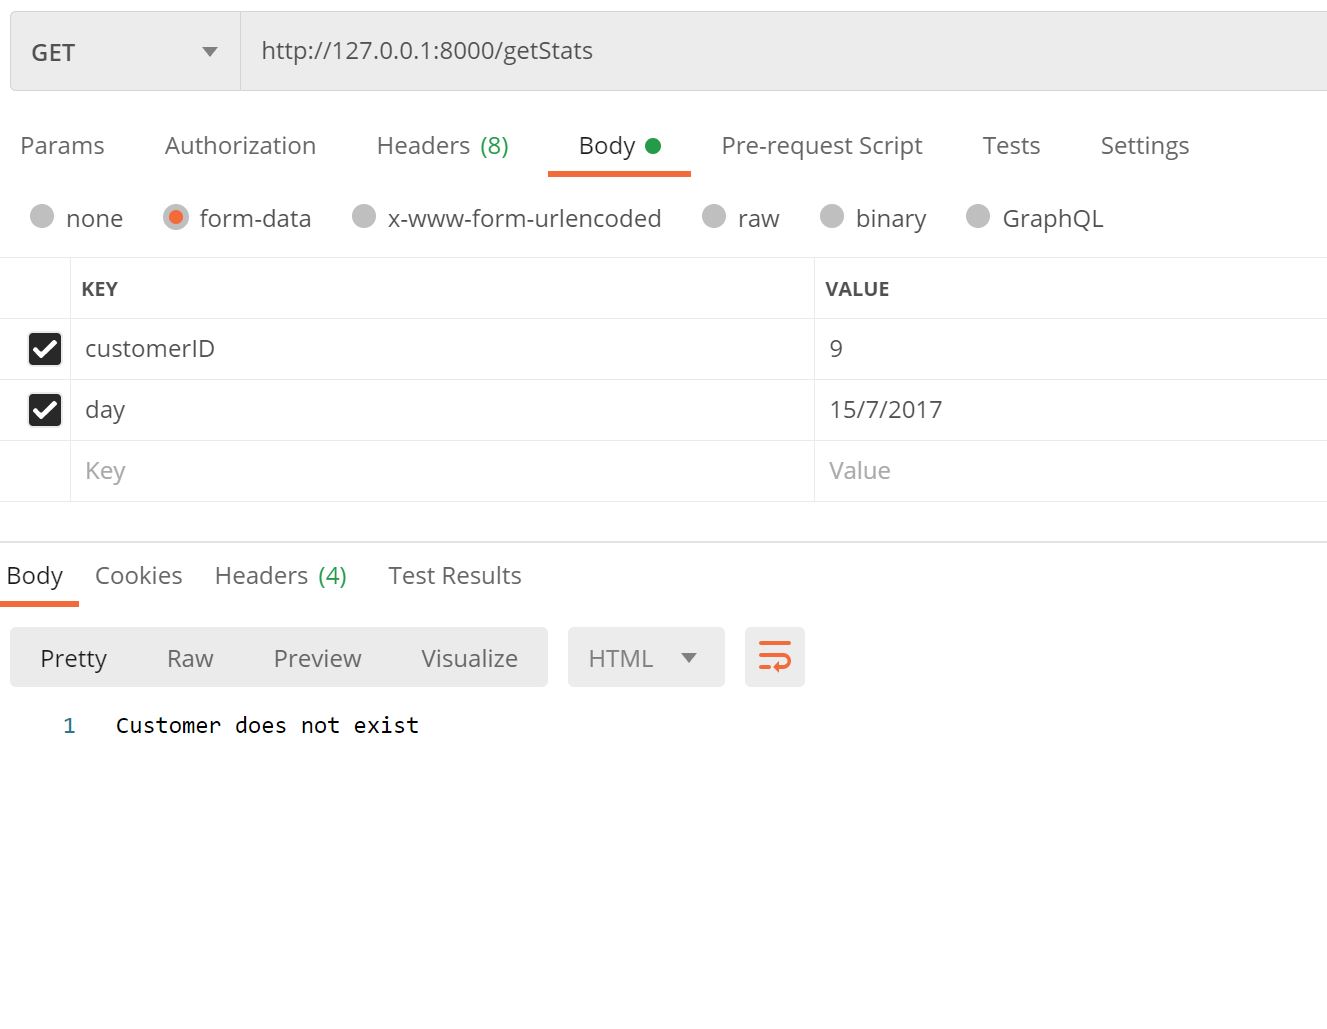 GET http://127.0.0.1:8000/getStats
Params Authorization Headers (8) Body Pre-request Script Tests Settings
none form-data x-www-form-urlencoded raw binary GraphQL
KEY VALUE
customerID 9
day 15/7/2017
Key Value
Body Cookies Headers (4) Test Results
Pretty Raw Preview Visualize HTML
1 Customer does not exist